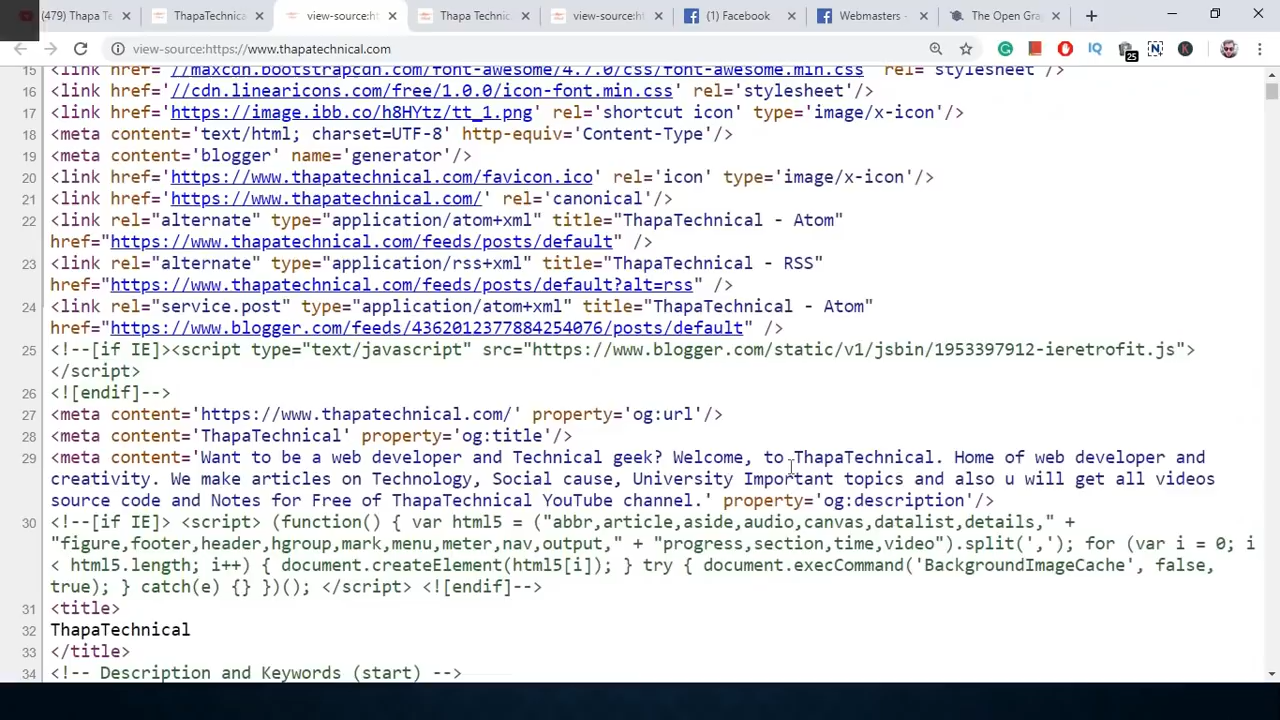 (479) Thapa Te
ThapaTechnical
view-source:ht
Thapa Technic
view-source:ht
(1) Facebook
Webmasters -
The Open Gra
view-source:https://www.thapatechnical.com
25
15 <link href='//maxcdn.bootstrapcdn.com/font-awesome/4.7.0/css/font-awesome.min.css' rel='stylesheet'/>
16 <link href='//cdn.linearicons.com/free/1.0.0/icon-font.min.css' rel='stylesheet'/>
17 <link href='https://image.ibb.co/h8HYtz/tt_1.png' rel='shortcut icon' type='image/x-icon'/>
18 <meta content='text/html; charset=UTF-8' http-equiv='Content-Type'/>
19 <meta content='blogger' name='generator'/>
20 <link href='https://www.thapatechnical.com/favicon.ico' rel='icon' type='image/x-icon'/>
21 <link href='https://www.thapatechnical.com/' rel='canonical'/>
22 <link rel="alternate" type="application/atom+xml" title="ThapaTechnical - Atom"
href="https://www.thapatechnical.com/feeds/posts/default" />
23 <link rel="alternate" type="application/rss+xml" title="ThapaTechnical - RSS"
href="https://www.thapatechnical.com/feeds/posts/default?alt=rss" />
24 <link rel="service.post" type="application/atom+xml" title="ThapaTechnical - Atom"
href="https://www.blogger.com/feeds/4362012377884254076/posts/default" />
25 <!--[if IE]><script type="text/javascript" src="https://www.blogger.com/static/v1/jsbin/1953397912-ieretrofit.js">
</script>
26 <![endif]-->
27 <meta content='https://www.thapatechnical.com/' property='og:url'/>
28 <meta content='ThapaTechnical' property='og:title'/>
29 <meta content='Want to be a web developer and Technical geek? Welcome, to ThapaTechnical. Home of web developer and
creativity. We make articles on Technology, Social cause, University Important topics and also u will get all videos
source code and Notes for Free of ThapaTechnical YouTube channel.' property='og:description'/>
30 <!--[if IE]> <script> (function() { var html5 = ("abbr,article,aside,audio,canvas,datalist,details," +
"figure,footer,header,hgroup,mark,menu,meter,nav,output," + "progress,section,time,video").split(','); for (var i = 0; i
< html5.length; i++) { document.createElement(html5[i]); } try { document.execCommand('BackgroundImageCache', false,
true); } catch(e) {} })(); </script> <![endif]-->
31 <title>
32 ThapaTechnical
33 </title>
34 <!-- Description and Keywords (start) -->